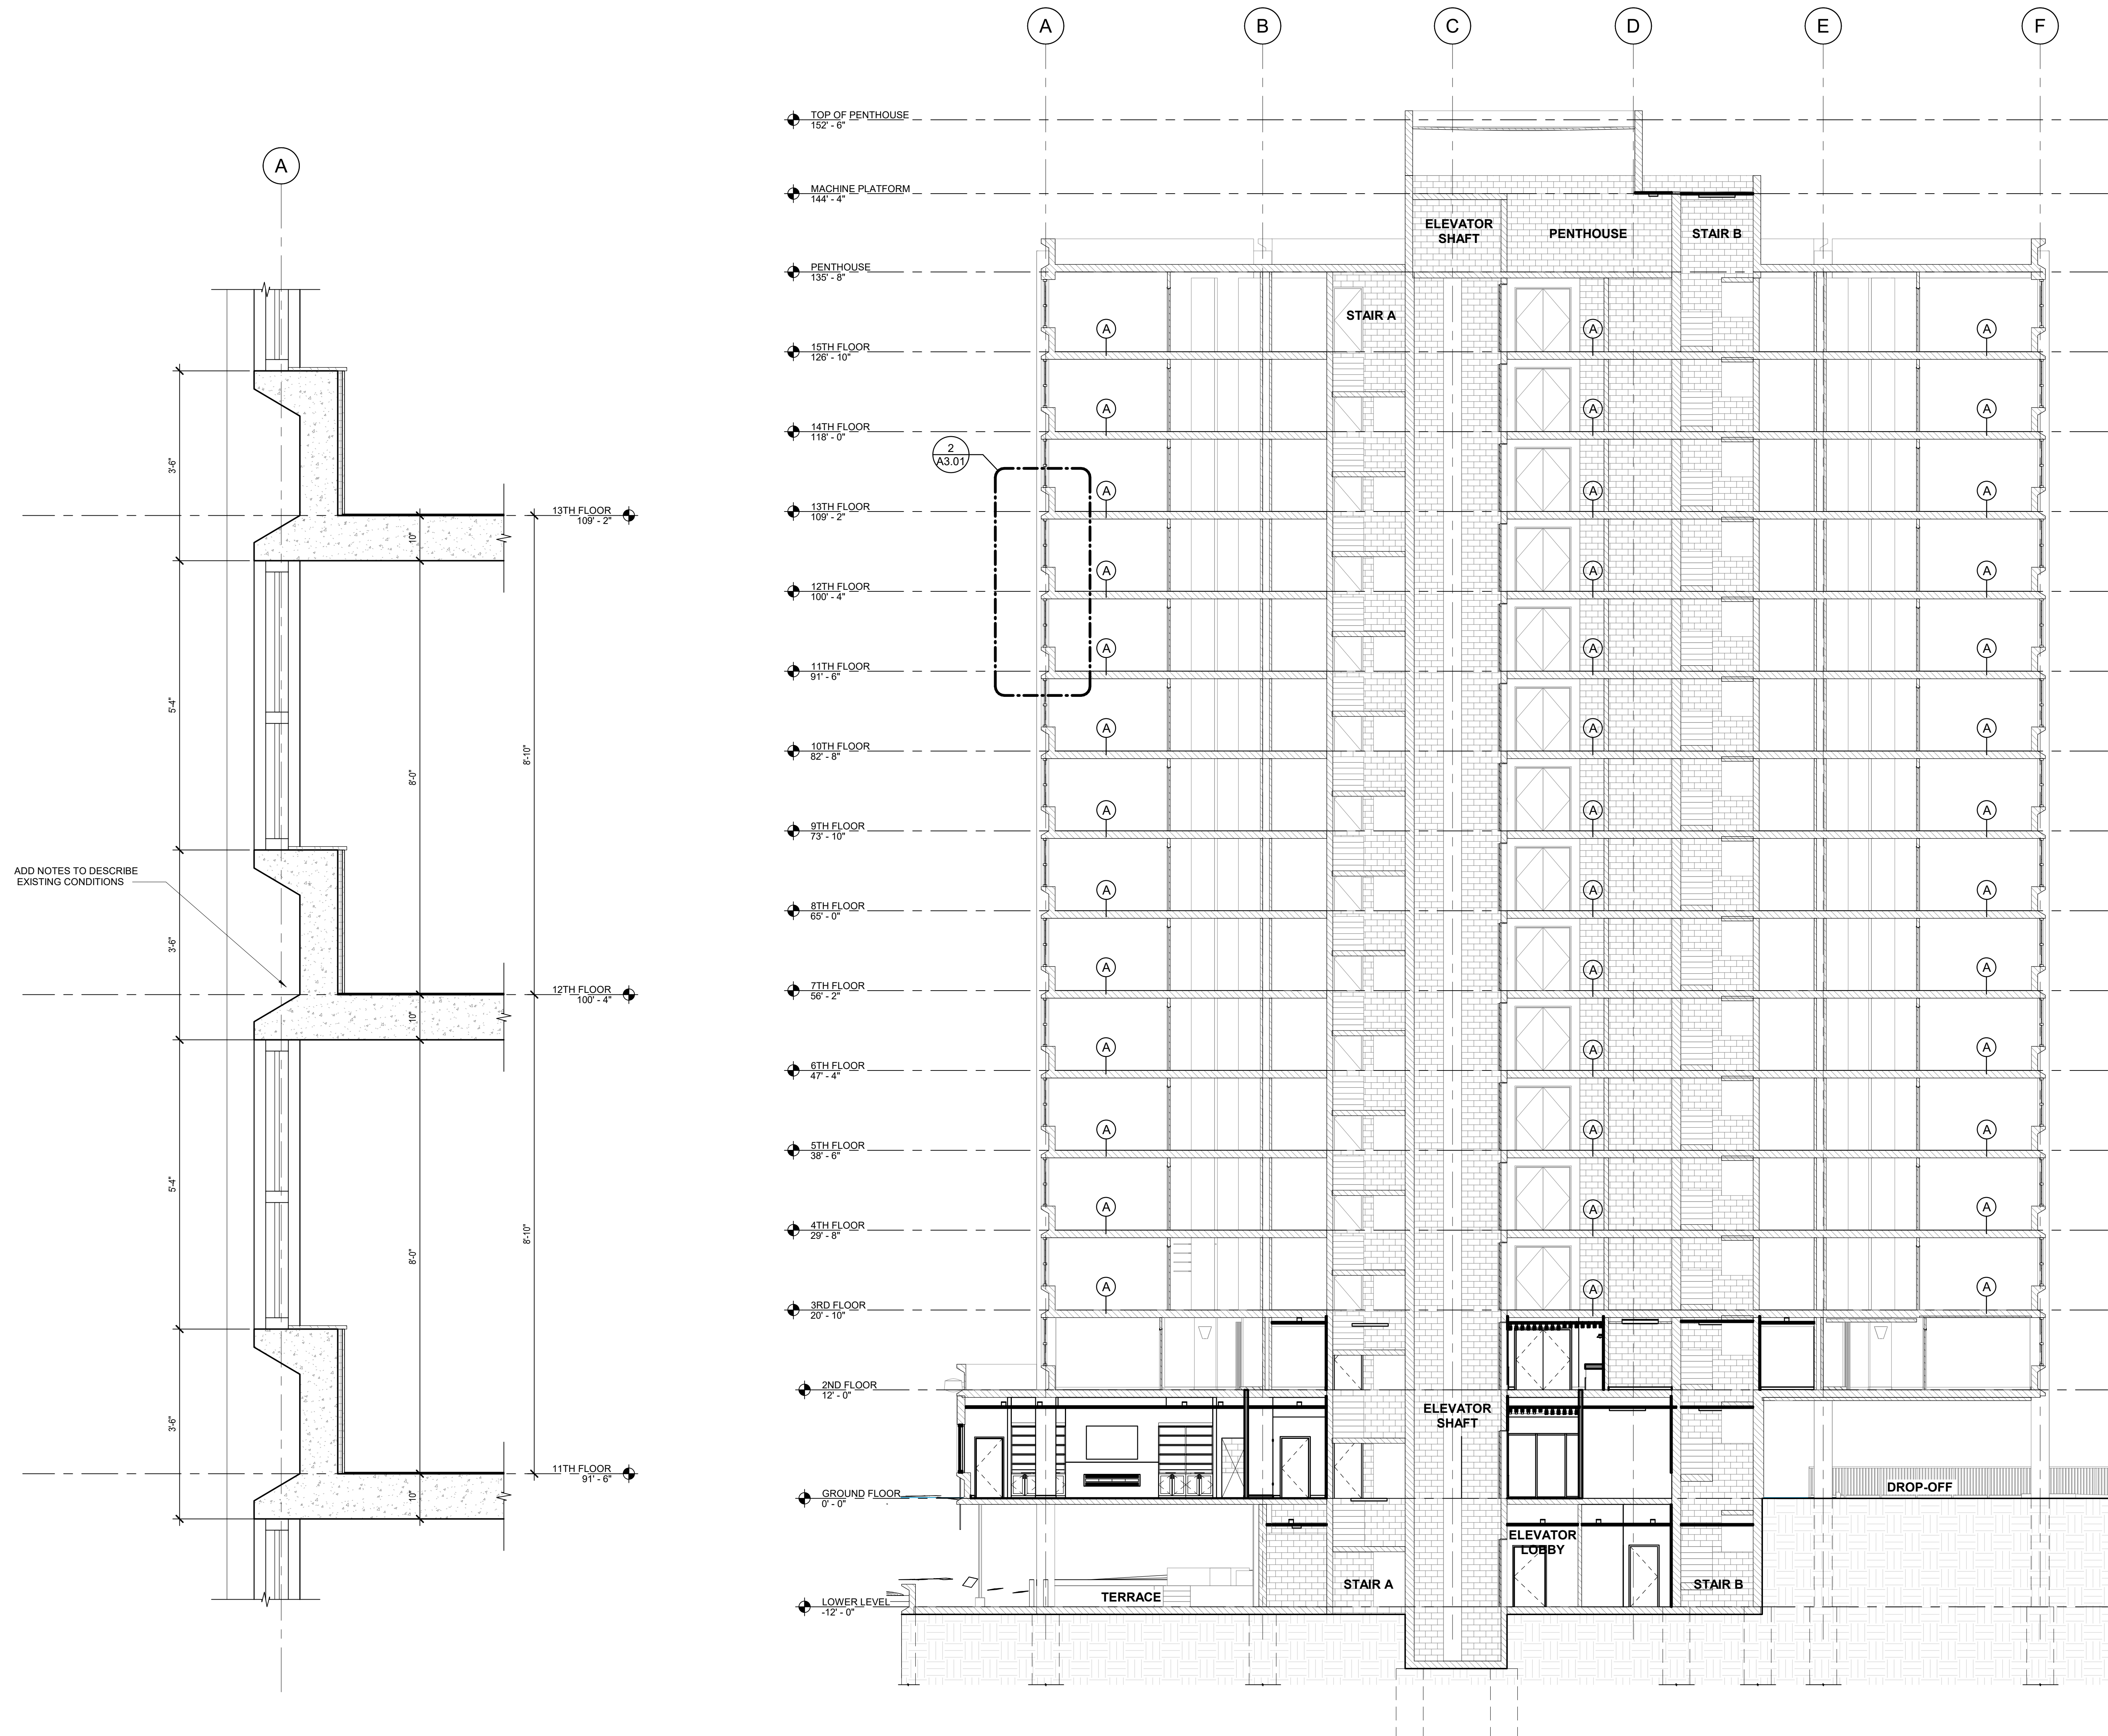 A
3'-6"
5'-4"
3'-6"
5'-4"
3'-6"
10"
8'-0"
10"
8'-0"
10"
8'-10"
8'-10"
13TH FLOOR
109' - 2"
12TH FLOOR
100' - 4"
11TH FLOOR
91' - 6"
ADD NOTES TO DESCRIBE
EXISTING CONDITIONS
A
B
C
D
E
F
TOP OF PENTHOUSE
152' - 6"
MACHINE PLATFORM
144' - 4"
ELEVATOR
SHAFT
PENTHOUSE
STAIR B
PENTHOUSE
135' - 8"
STAIR A
A
A
A
15TH FLOOR
126' - 10"
A
A
A
14TH FLOOR
118' - 0"
2
A3.01
A
A
A
13TH FLOOR
109' - 2"
A
A
A
12TH FLOOR
100' - 4"
A
A
A
11TH FLOOR
91' - 6"
A
A
A
10TH FLOOR
82' - 8"
A
A
A
9TH FLOOR
73' - 10"
A
A
A
8TH FLOOR
65' - 0"
A
A
A
7TH FLOOR
56' - 2"
A
A
A
6TH FLOOR
47' - 4"
A
A
A
5TH FLOOR
38' - 6"
A
A
A
4TH FLOOR
29' - 8"
A
A
A
3RD FLOOR
20' - 10"
2ND FLOOR
12' - 0"
ELEVATOR
SHAFT
DROP-OFF
GROUND FLOOR
0' - 0"
ELEVATOR
LOBBY
STAIR A
STAIR B
TERRACE
LOWER LEVEL
-12' - 0"